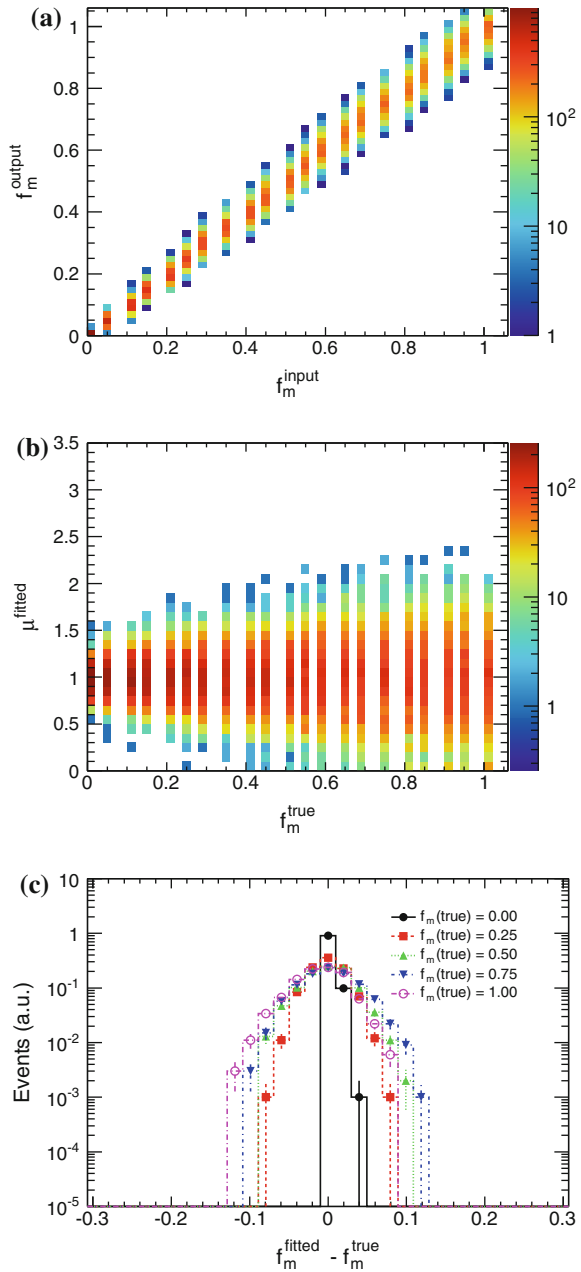 (a)
1
0.8
0.6
0.4
0.2
0
f_m^output
0 0.2 0.4 0.6 0.8 1
f_m^input
10^2
10
1
(b)
3.5
3
2.5
2
1.5
1
0.5
0
μ^fitted
0 0.2 0.4 0.6 0.8 1
f_m^true
10^2
10
1
(c)
10
1
10^-1
10^-2
10^-3
10^-4
10^-5
Events (a.u.)
f_m(true) = 0.00
f_m(true) = 0.25
f_m(true) = 0.50
f_m(true) = 0.75
f_m(true) = 1.00
-0.3 -0.2 -0.1 0 0.1 0.2 0.3
f_m^fitted - f_m^true